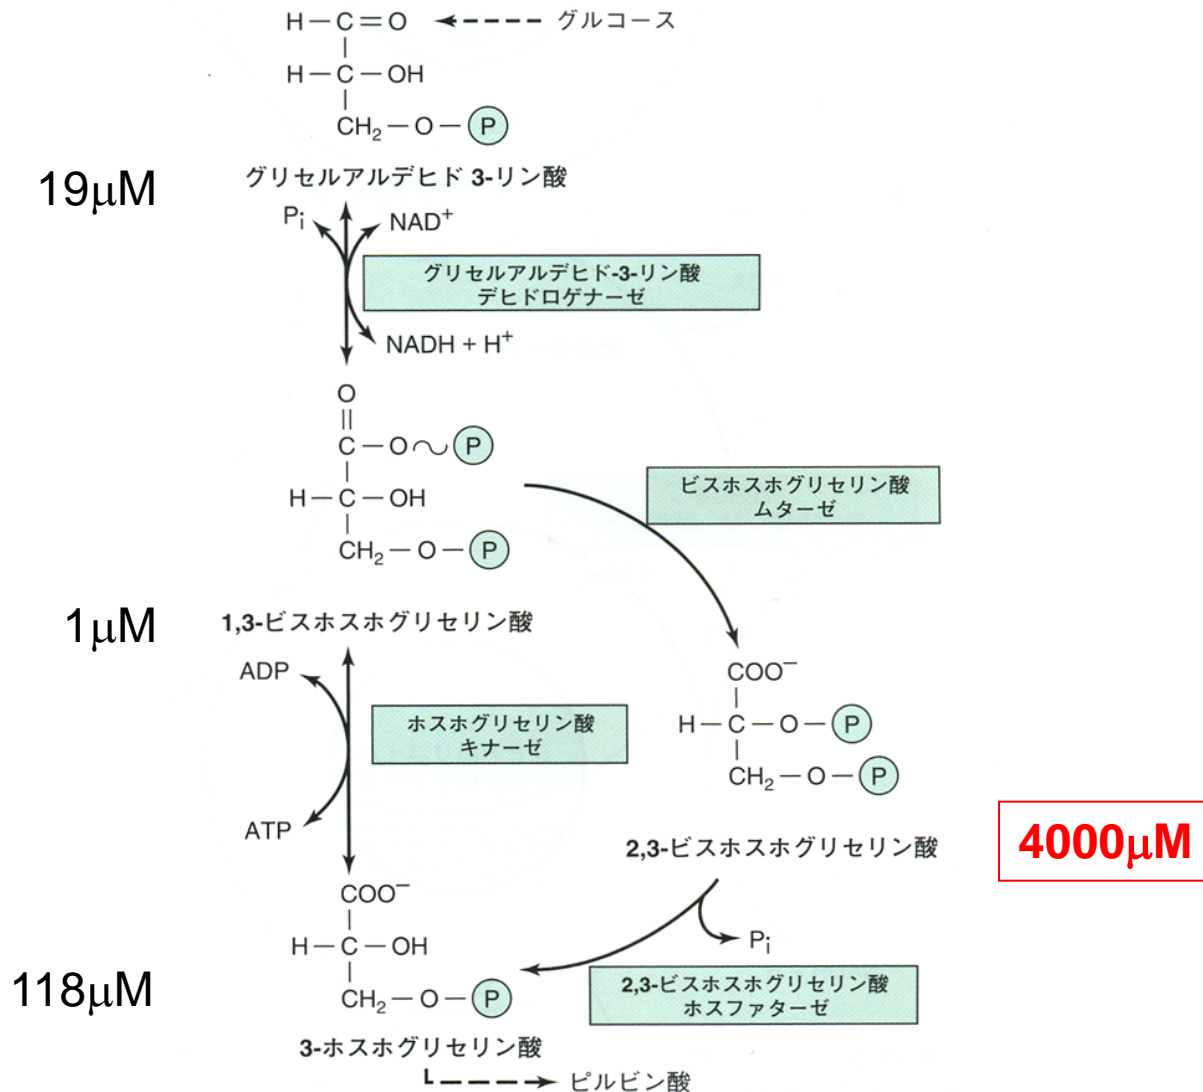 H－C＝O グルコース
H－C－OH
CH₂－O－P
19μM グリセルアルデヒド 3-リン酸
Pi NAD⁺
グリセルアルデヒド-3-リン酸
デヒドロゲナーゼ
NADH + H⁺
O
C－O～P
H－C－OH
CH₂－O－P
ビスホスホグリセリン酸
ムターゼ
1μM 1,3-ビスホスホグリセリン酸
ADP
ホスホグリセリン酸
キナーゼ
ATP
COO⁻
H－C－O－P
CH₂－O－P
2,3-ビスホスホグリセリン酸
4000μM
COO⁻
H－C－OH
CH₂－O－P
118μM
Pi
2,3-ビスホスホグリセリン酸
ホスファターゼ
3-ホスホグリセリン酸
ピルビン酸